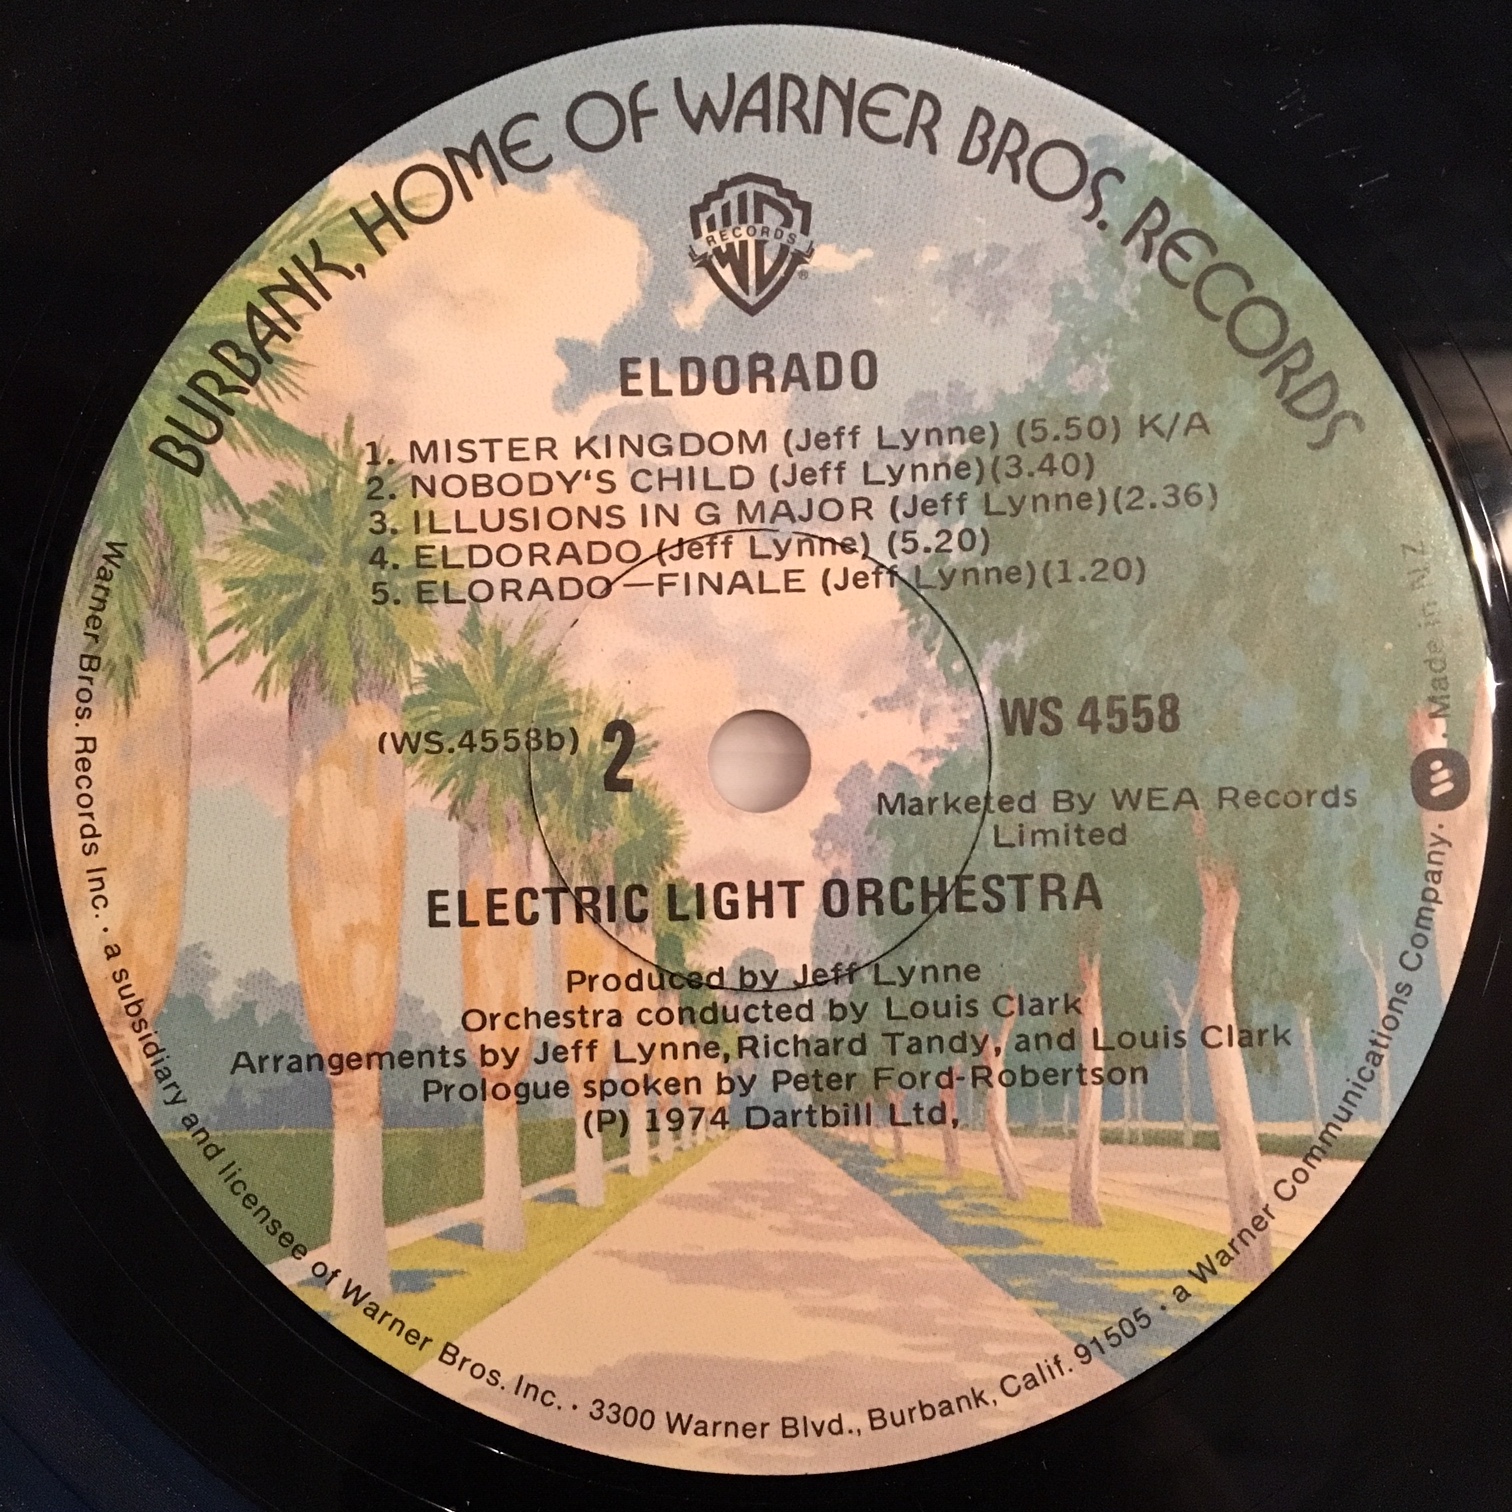 BURBANK, HOME OF WARNER BROS. RECORDS
RECORDS
®
ELDORADO
1. MISTER KINGDOM (Jeff Lynne) (5.50) K/A
2. NOBODY'S CHILD (Jeff Lynne)(3.40)
3. ILLUSIONS IN G MAJOR (Jeff Lynne)(2.36)
4. ELDORADO (Jeff Lynne) (5.20)
5. ELORADO—FINALE (Jeff Lynne)(1.20)
(WS.4558b) 2
WS 4558
Marketed By WEA Records
Limited
ELECTRIC LIGHT ORCHESTRA
Produced by Jeff Lynne
Orchestra conducted by Louis Clark
Arrangements by Jeff Lynne, Richard Tandy, and Louis Clark
Prologue spoken by Peter Ford-Robertson
(P) 1974 Dartbill Ltd,
Warner Bros. Records Inc. · a subsidiary and licensee of Warner Bros. Inc. · 3300 Warner Blvd., Burbank, Calif. 91505 · a Warner Communications Company. . Made in N.Z.